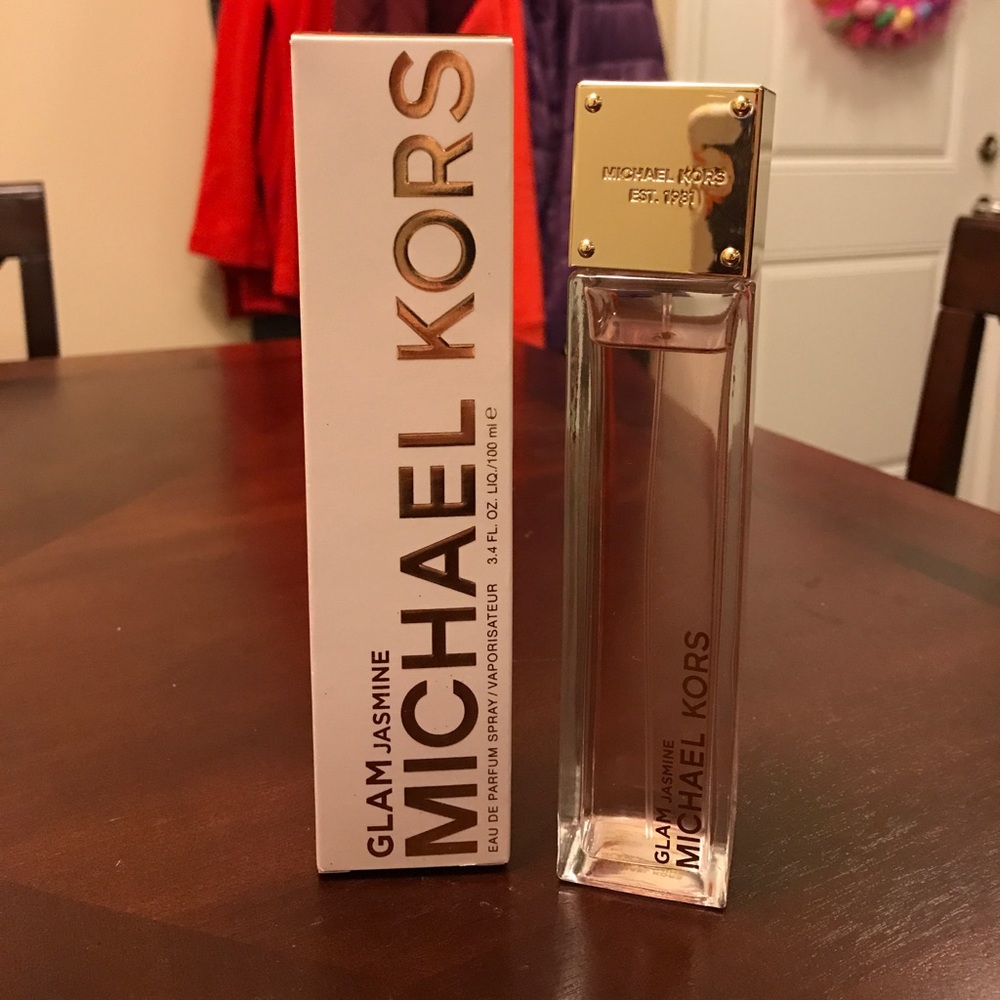 GLAM JASMINE
MICHAEL KORS
EAU DE PARFUM SPRAY / VAPORISATEUR 3.4 FL. OZ. LIQ./100 ml ℮
MICHAEL KORS
EST. 1981
GLAM JASMINE
MICHAEL KORS